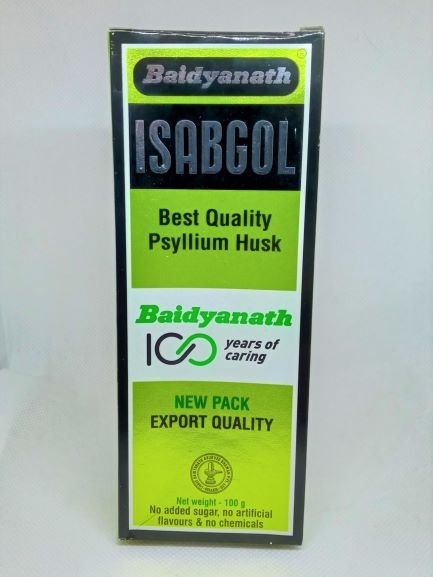 Baidyanath
ISABGOL
Best Quality
Psyllium Husk
Baidyanath
100 years of
caring
NEW PACK
EXPORT QUALITY
Net weight - 100 g
No added sugar, no artificial
flavours & no chemicals